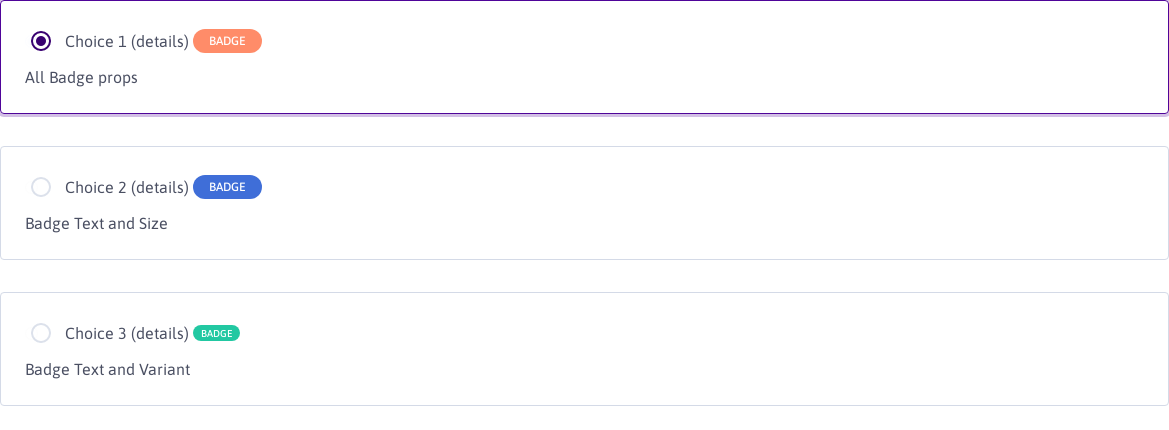 Choice 1 (details) BADGE
All Badge props
Choice 2 (details) BADGE
Badge Text and Size
Choice 3 (details) BADGE
Badge Text and Variant